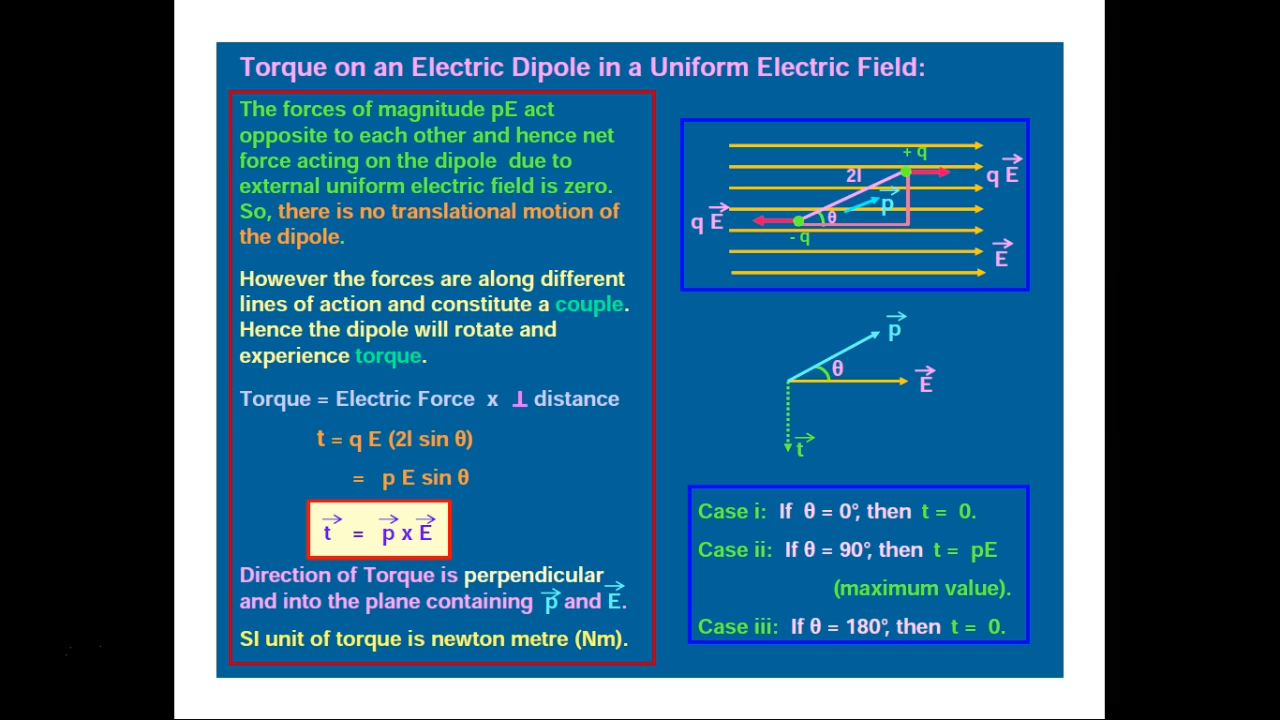 Torque on an Electric Dipole in a Uniform Electric Field:
The forces of magnitude pE act
opposite to each other and hence net
force acting on the dipole due to
external uniform electric field is zero.
So, there is no translational motion of
the dipole.
However the forces are along different
lines of action and constitute a couple.
Hence the dipole will rotate and
experience torque.
Torque = Electric Force x ⊥ distance
t = q E (2l sin θ)
= p E sin θ
t⃗ = p⃗ x E⃗
Direction of Torque is perpendicular
and into the plane containing p⃗ and E⃗.
SI unit of torque is newton metre (Nm).
+ q
2l
q E⃗
p⃗
q E⃗
θ
- q
E⃗
p⃗
θ
E⃗
t⃗
Case i: If θ = 0°, then t = 0.
Case ii: If θ = 90°, then t = pE
(maximum value).
Case iii: If θ = 180°, then t = 0.